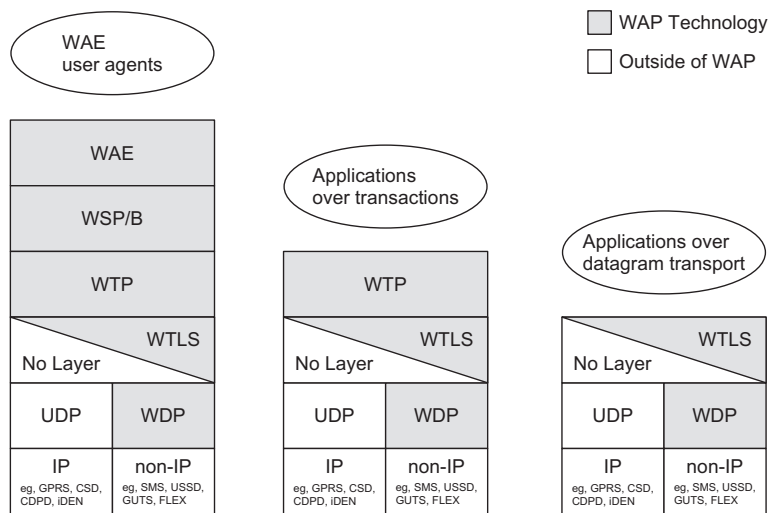 WAE
user agents
WAP Technology
Outside of WAP
WAE
WSP/B
WTP
WTLS
No Layer
UDP
WDP
IP
eg, GPRS, CSD,
CDPD, iDEN
non-IP
eg, SMS, USSD,
GUTS, FLEX
Applications
over transactions
WTP
WTLS
No Layer
UDP
WDP
IP
eg, GPRS, CSD,
CDPD, iDEN
non-IP
eg, SMS, USSD,
GUTS, FLEX
Applications over
datagram transport
WTLS
No Layer
UDP
WDP
IP
eg, GPRS, CSD,
CDPD, iDEN
non-IP
eg, SMS, USSD,
GUTS, FLEX